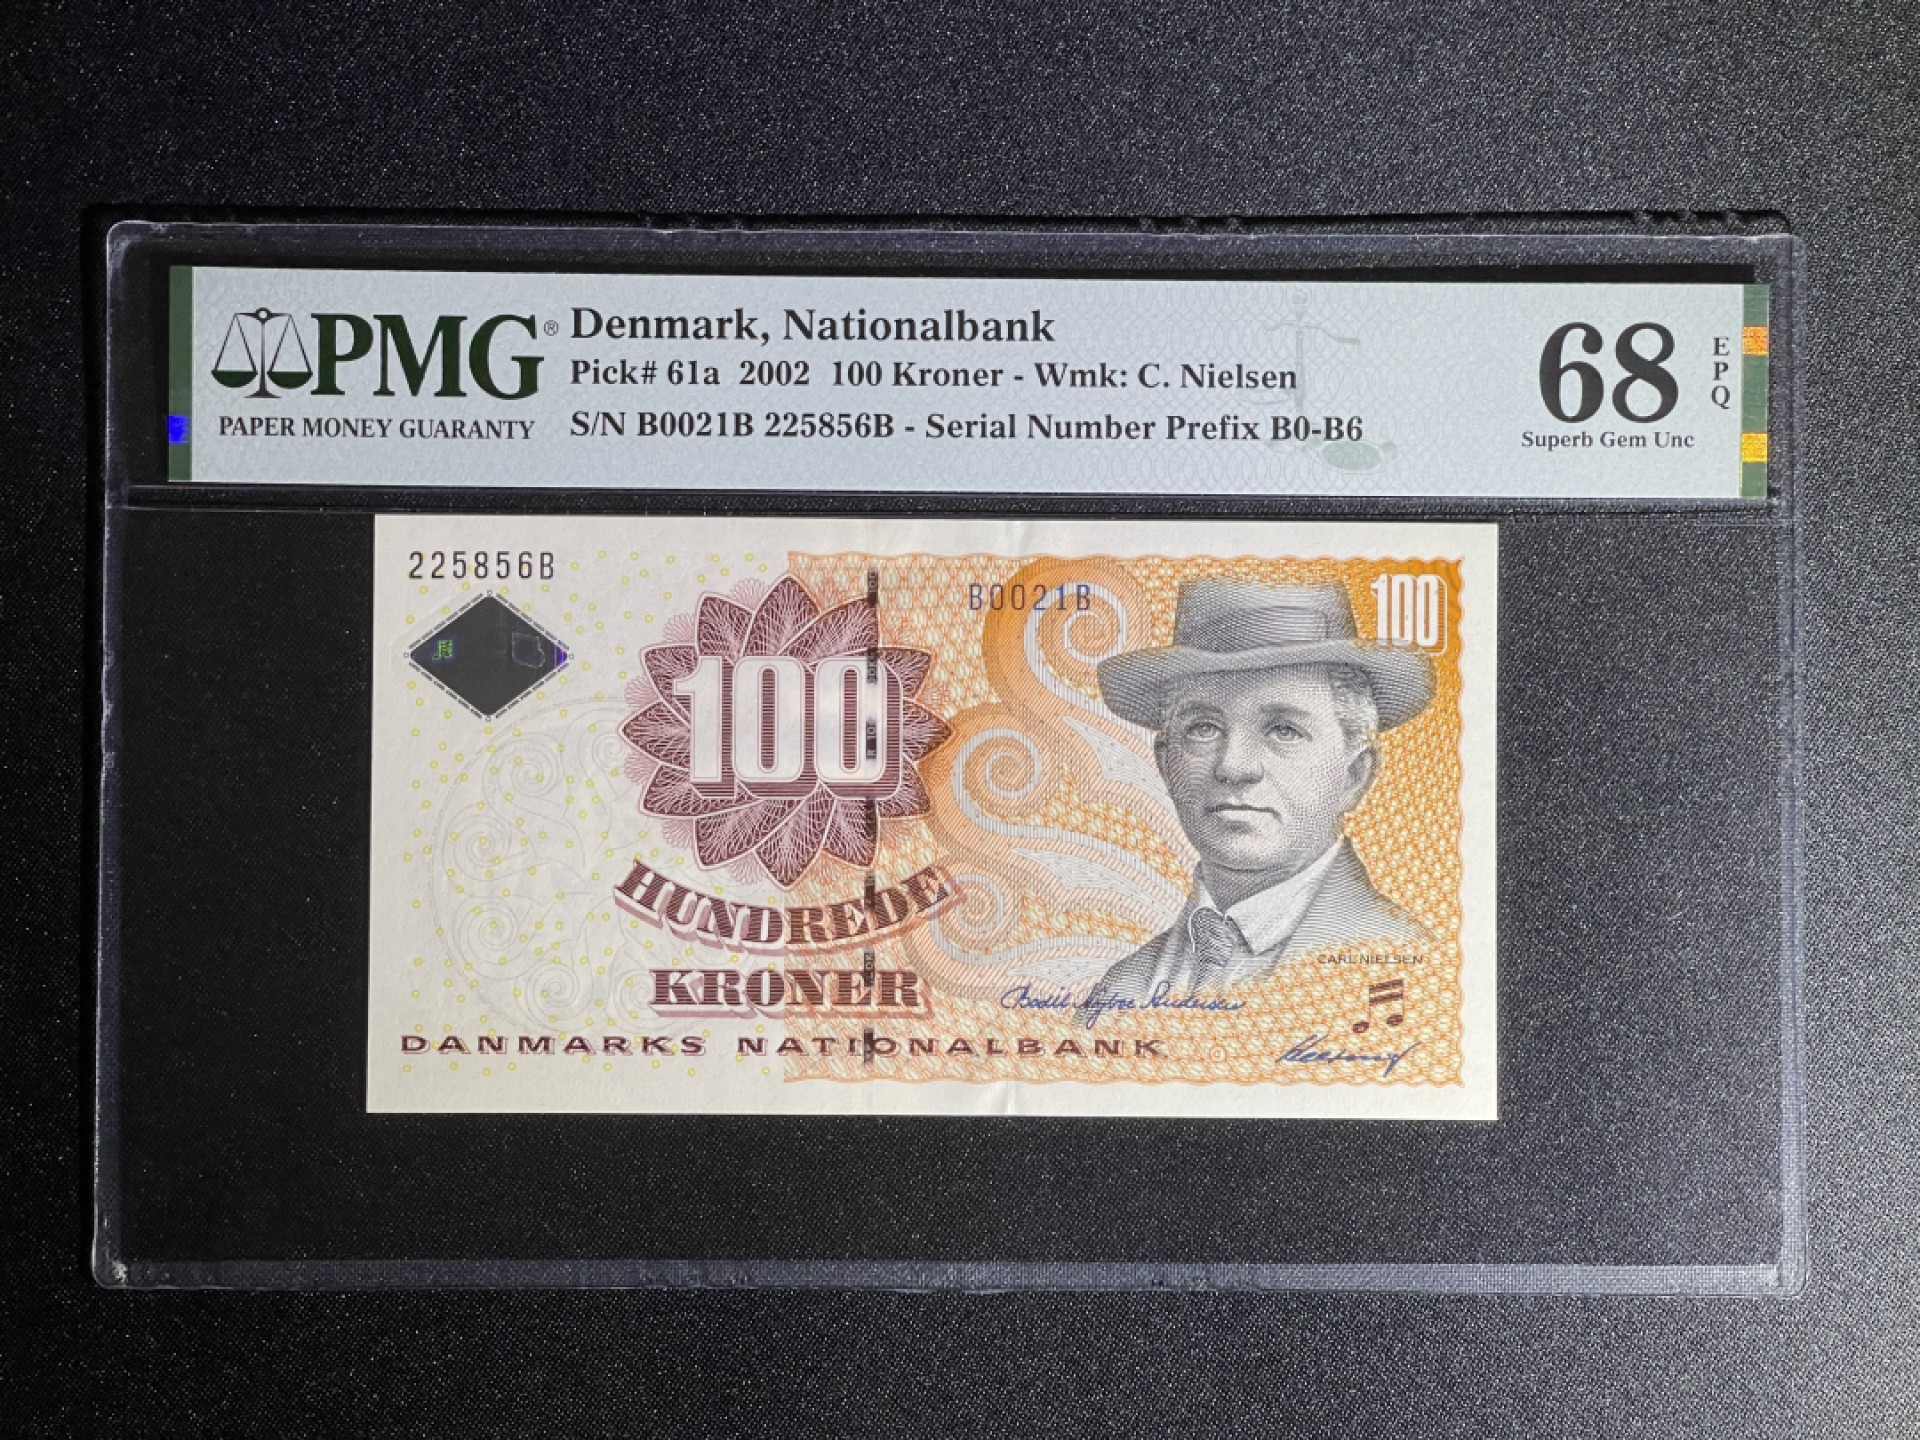 PMG®
PAPER MONEY GUARANTY
Denmark, Nationalbank
Pick# 61a 2002 100 Kroner - Wmk: C. Nielsen
S/N B0021B 225856B - Serial Number Prefix B0-B6
68
EPQ
Superb Gem Unc
225856B
B0021B
100
100
HUNDREDE
KRONER
CARL NIELSEN
DANMARKS NATIONALBANK